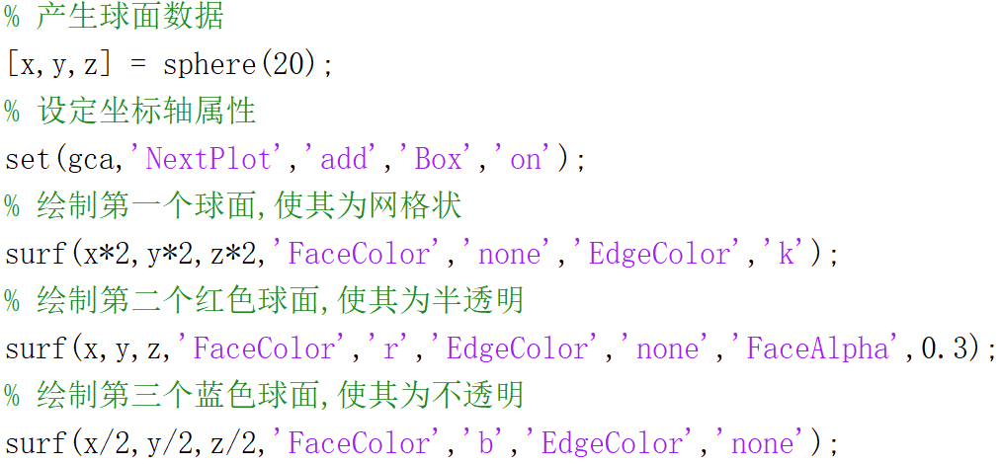 % 产生球面数据
[x,y,z] = sphere(20);
% 设定坐标轴属性
set(gca,'NextPlot','add','Box','on');
% 绘制第一个球面,使其为网格状
surf(x*2,y*2,z*2,'FaceColor','none','EdgeColor','k');
% 绘制第二个红色球面,使其为半透明
surf(x,y,z,'FaceColor','r','EdgeColor','none','FaceAlpha',0.3);
% 绘制第三个蓝色球面,使其为不透明
surf(x/2,y/2,z/2,'FaceColor','b','EdgeColor','none');